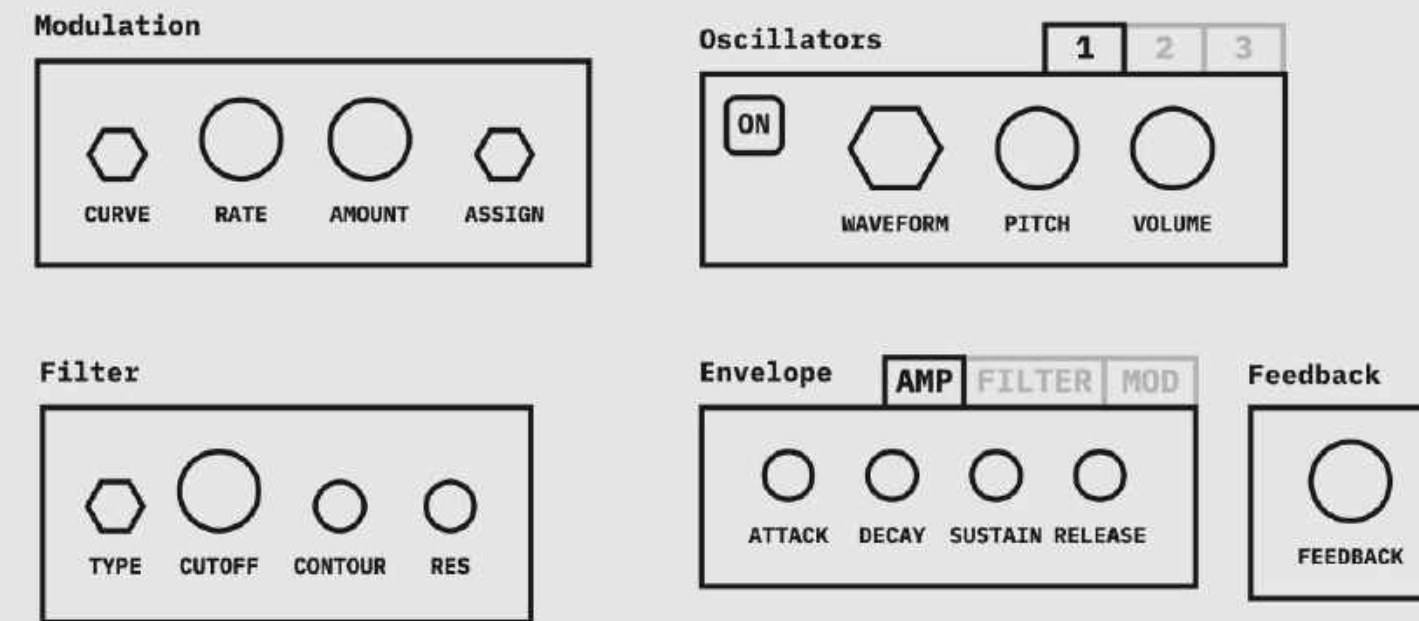 Modulation
CURVE RATE AMOUNT ASSIGN
Oscillators 1 2 3
ON
WAVEFORM PITCH VOLUME
Filter
TYPE CUTOFF CONTOUR RES
Envelope AMP FILTER MOD
ATTACK DECAY SUSTAIN RELEASE
Feedback
FEEDBACK